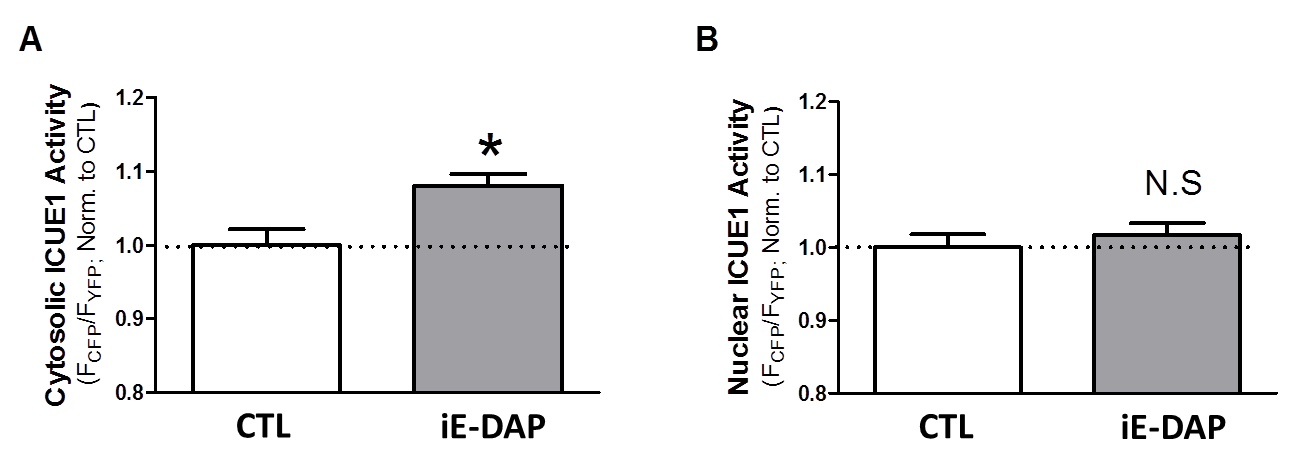 A
Cytosolic ICUE1 Activity
(FCFP/FYFP; Norm. to CTL)
1.2
1.1
1.0
0.9
0.8
*
CTL
iE-DAP
B
Nuclear ICUE1 Activity
(FCFP/FYFP; Norm. to CTL)
1.2
1.1
1.0
0.9
0.8
N.S
CTL
iE-DAP